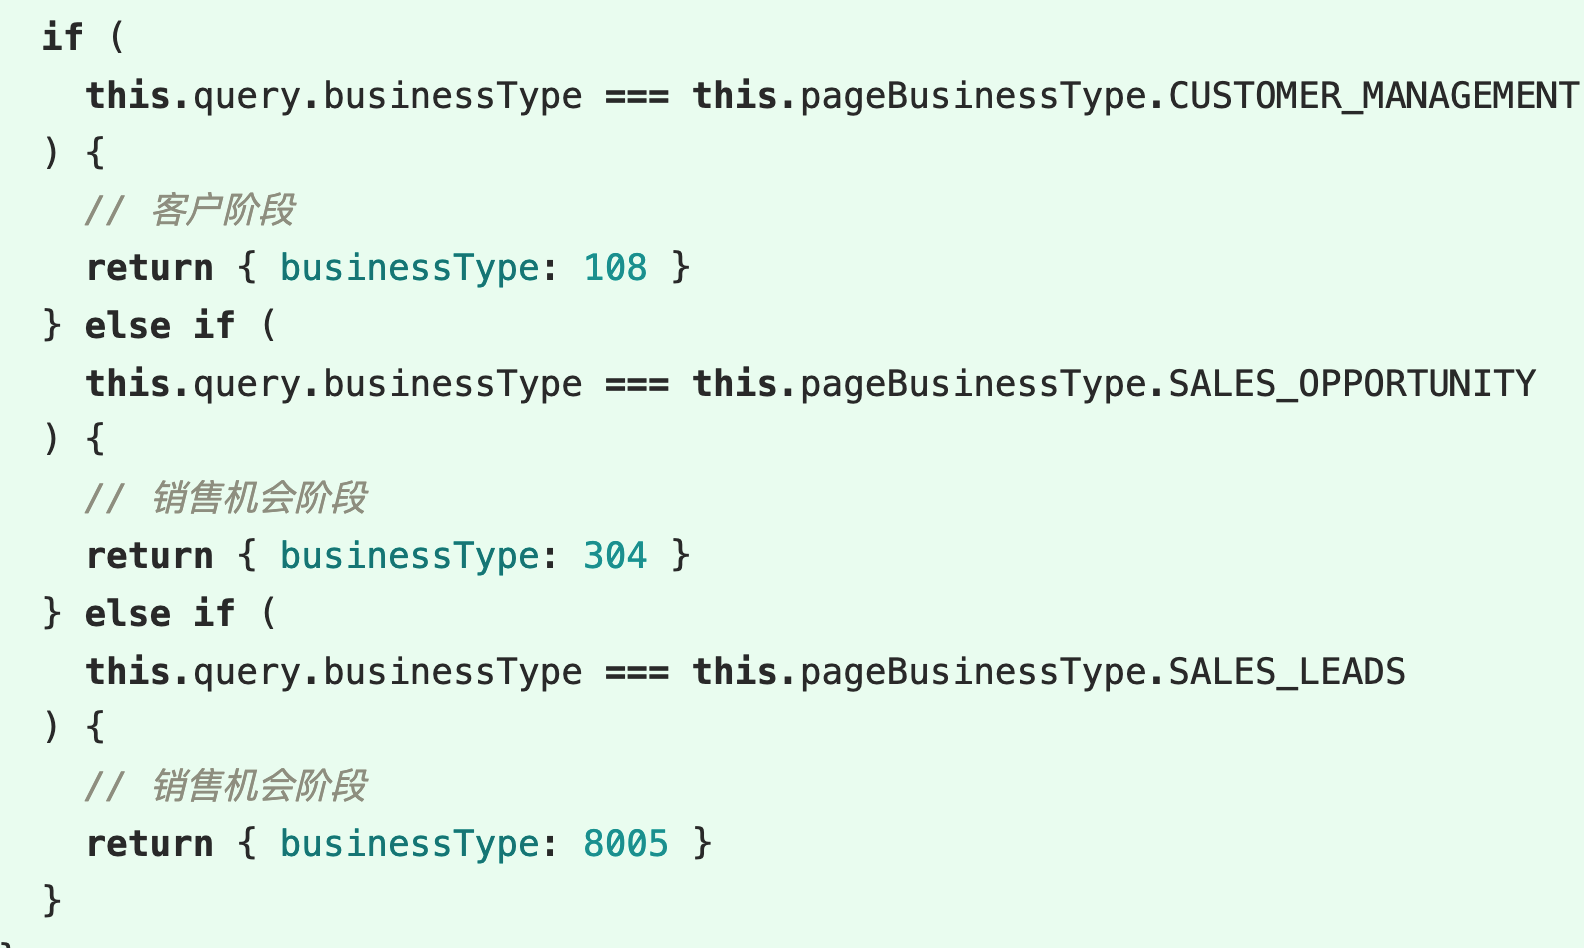 if (
this.query.businessType === this.pageBusinessType.CUSTOMER_MANAGEMENT
) {
// 客户阶段
return { businessType: 108 }
} else if (
this.query.businessType === this.pageBusinessType.SALES_OPPORTUNITY
) {
// 销售机会阶段
return { businessType: 304 }
} else if (
this.query.businessType === this.pageBusinessType.SALES_LEADS
) {
// 销售机会阶段
return { businessType: 8005 }
}